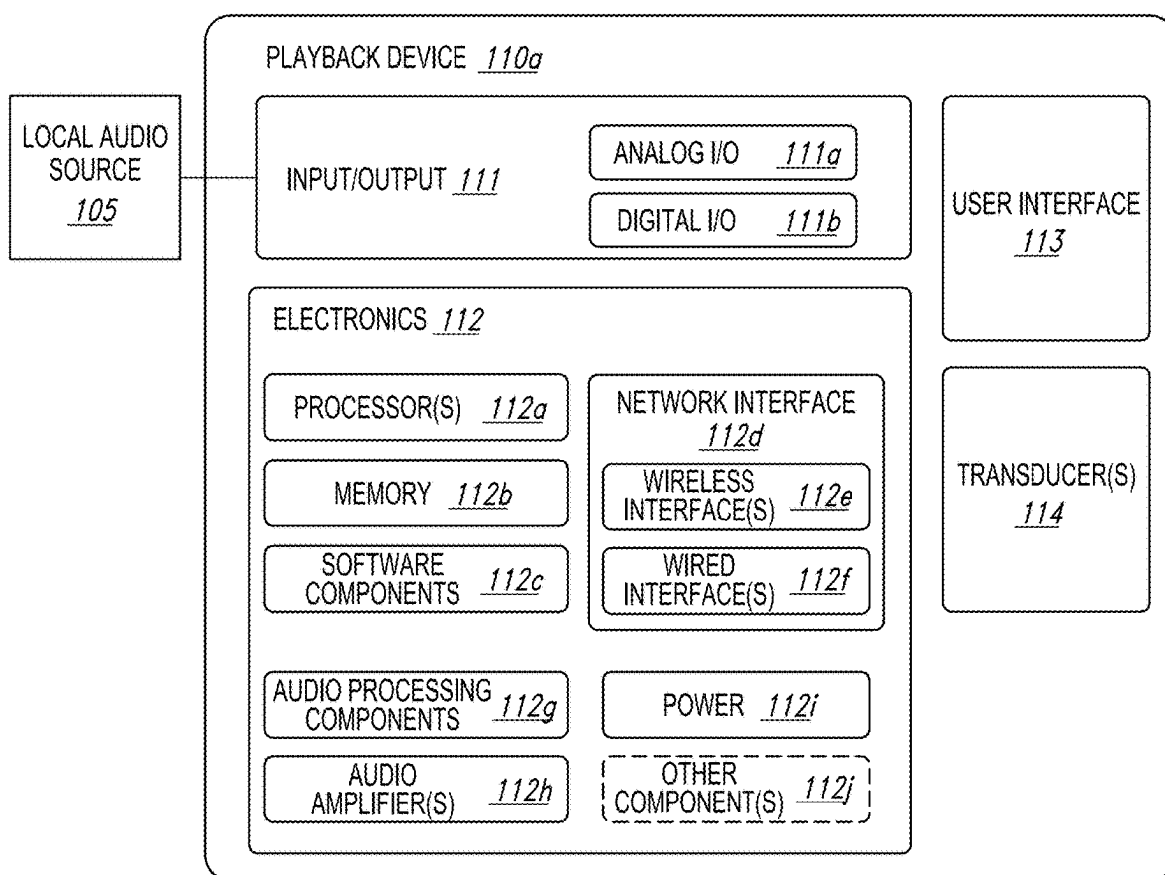 PLAYBACK DEVICE 110a
LOCAL AUDIO
SOURCE
105
INPUT/OUTPUT 111
ANALOG I/O 111a
DIGITAL I/O 111b
USER INTERFACE
113
ELECTRONICS 112
PROCESSOR(S) 112a
MEMORY 112b
SOFTWARE
COMPONENTS 112c
NETWORK INTERFACE
112d
WIRELESS
INTERFACE(S) 112e
WIRED
INTERFACE(S) 112f
TRANSDUCER(S)
114
AUDIO PROCESSING
COMPONENTS 112g
POWER 112i
AUDIO
AMPLIFIER(S) 112h
OTHER
COMPONENT(S) 112j